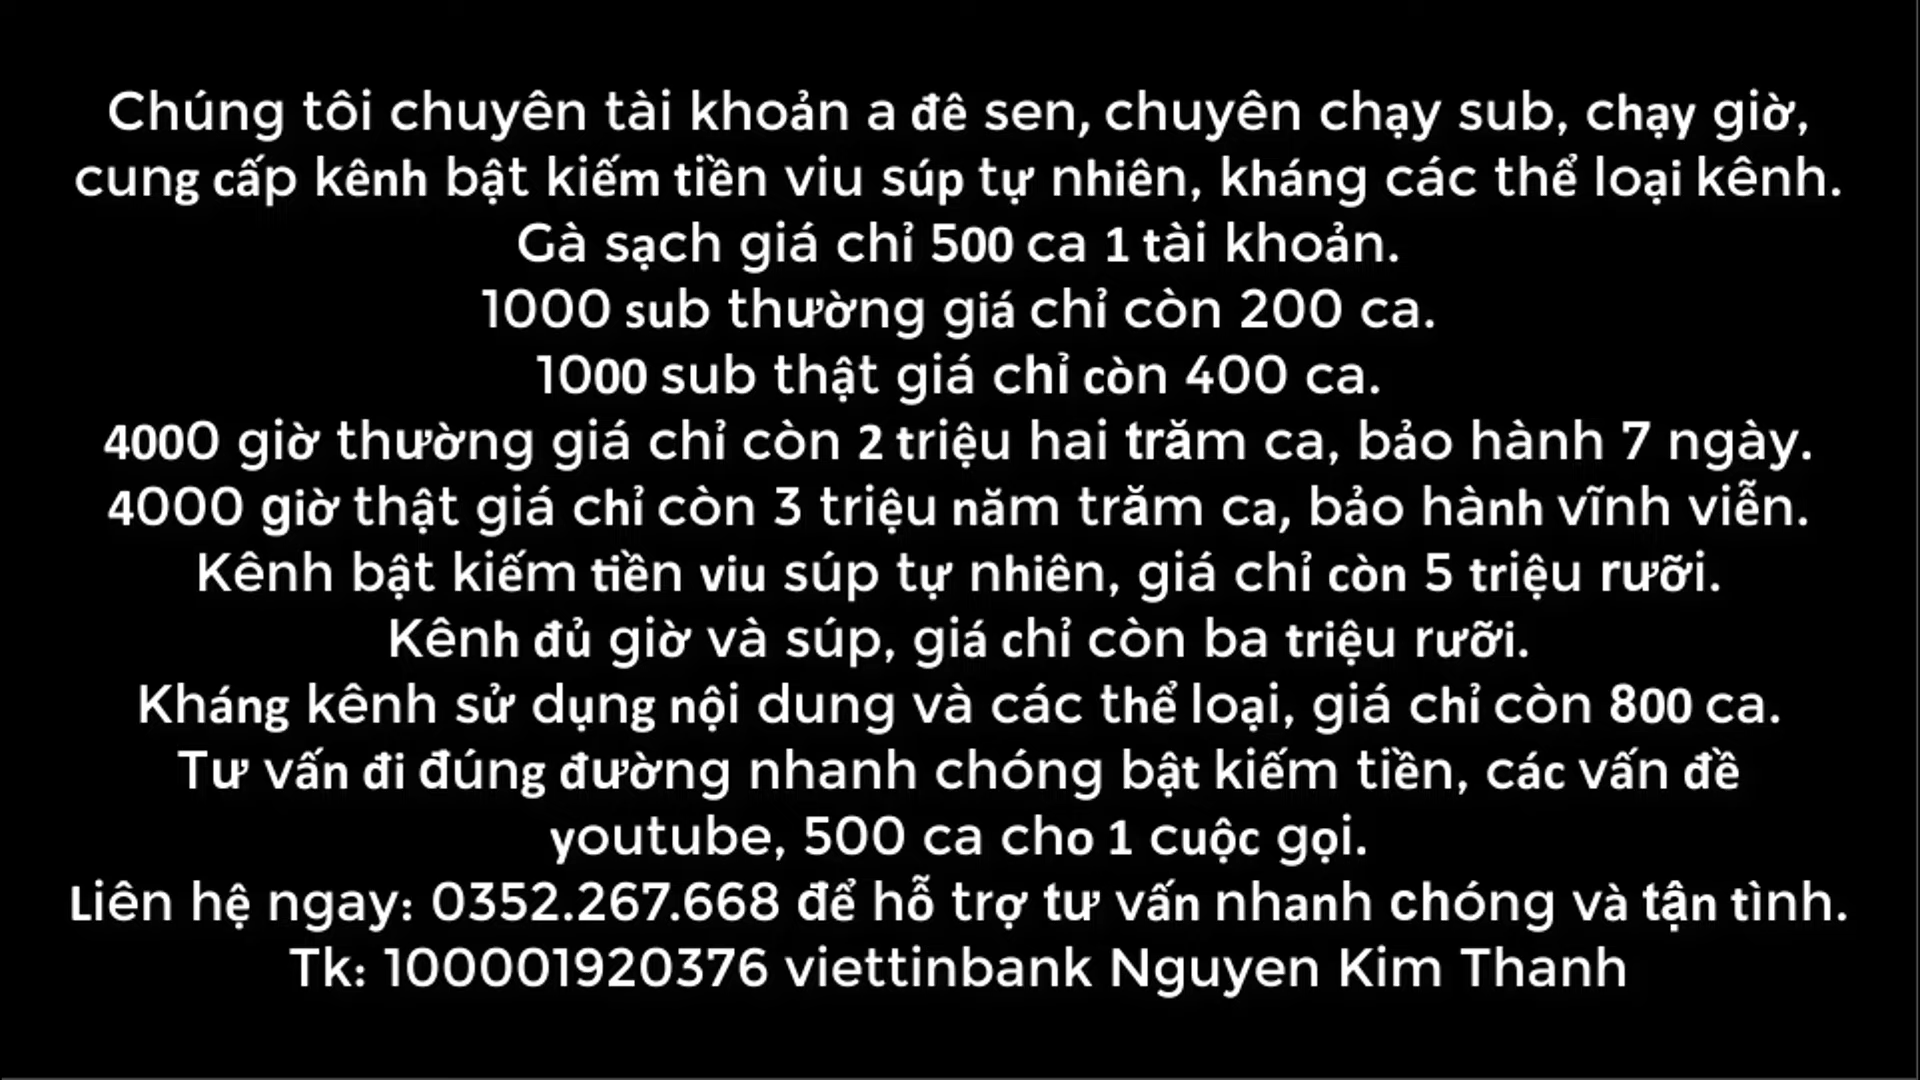 Chúng tôi chuyên tài khoản a đê sen, chuyên chạy sub, chạy giờ,
cung cấp kênh bật kiếm tiền viu súp tự nhiên, kháng các thể loại kênh.
Gà sạch giá chỉ 500 ca 1 tài khoản.
1000 sub thường giá chỉ còn 200 ca.
1000 sub thật giá chỉ còn 400 ca.
4000 giờ thường giá chỉ còn 2 triệu hai trăm ca, bảo hành 7 ngày.
4000 giờ thật giá chỉ còn 3 triệu năm trăm ca, bảo hành vĩnh viễn.
Kênh bật kiếm tiền viu súp tự nhiên, giá chỉ còn 5 triệu rưỡi.
Kênh đủ giờ và súp, giá chỉ còn ba triệu rưỡi.
Kháng kênh sử dụng nội dung và các thể loại, giá chỉ còn 800 ca.
Tư vấn đi đúng đường nhanh chóng bật kiếm tiền, các vấn đề
youtube, 500 ca cho 1 cuộc gọi.
Liên hệ ngay: 0352.267.668 để hỗ trợ tư vấn nhanh chóng và tận tình.
Tk: 100001920376 viettinbank Nguyen Kim Thanh